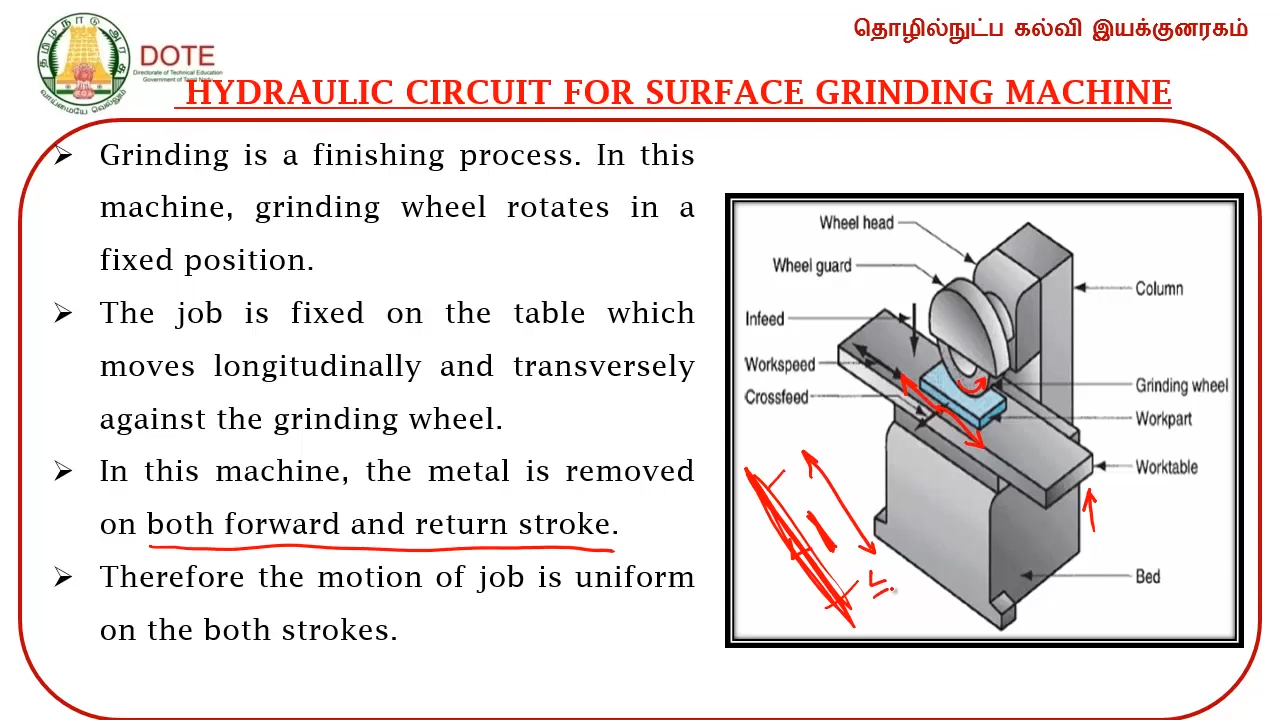 தொழில்நுட்ப கல்வி இயக்குனரகம்
DOTE
Directorate of Technical Education
Government of Tamil Nadu
HYDRAULIC CIRCUIT FOR SURFACE GRINDING MACHINE
Grinding is a finishing process. In this
machine, grinding wheel rotates in a
fixed position.
The job is fixed on the table which
moves longitudinally and transversely
against the grinding wheel.
In this machine, the metal is removed
on both forward and return stroke.
Therefore the motion of job is uniform
on the both strokes.
Wheel head
Wheel guard
Column
Infeed
Workspeed
Grinding wheel
Crossfeed
Workpart
Worktable
Bed